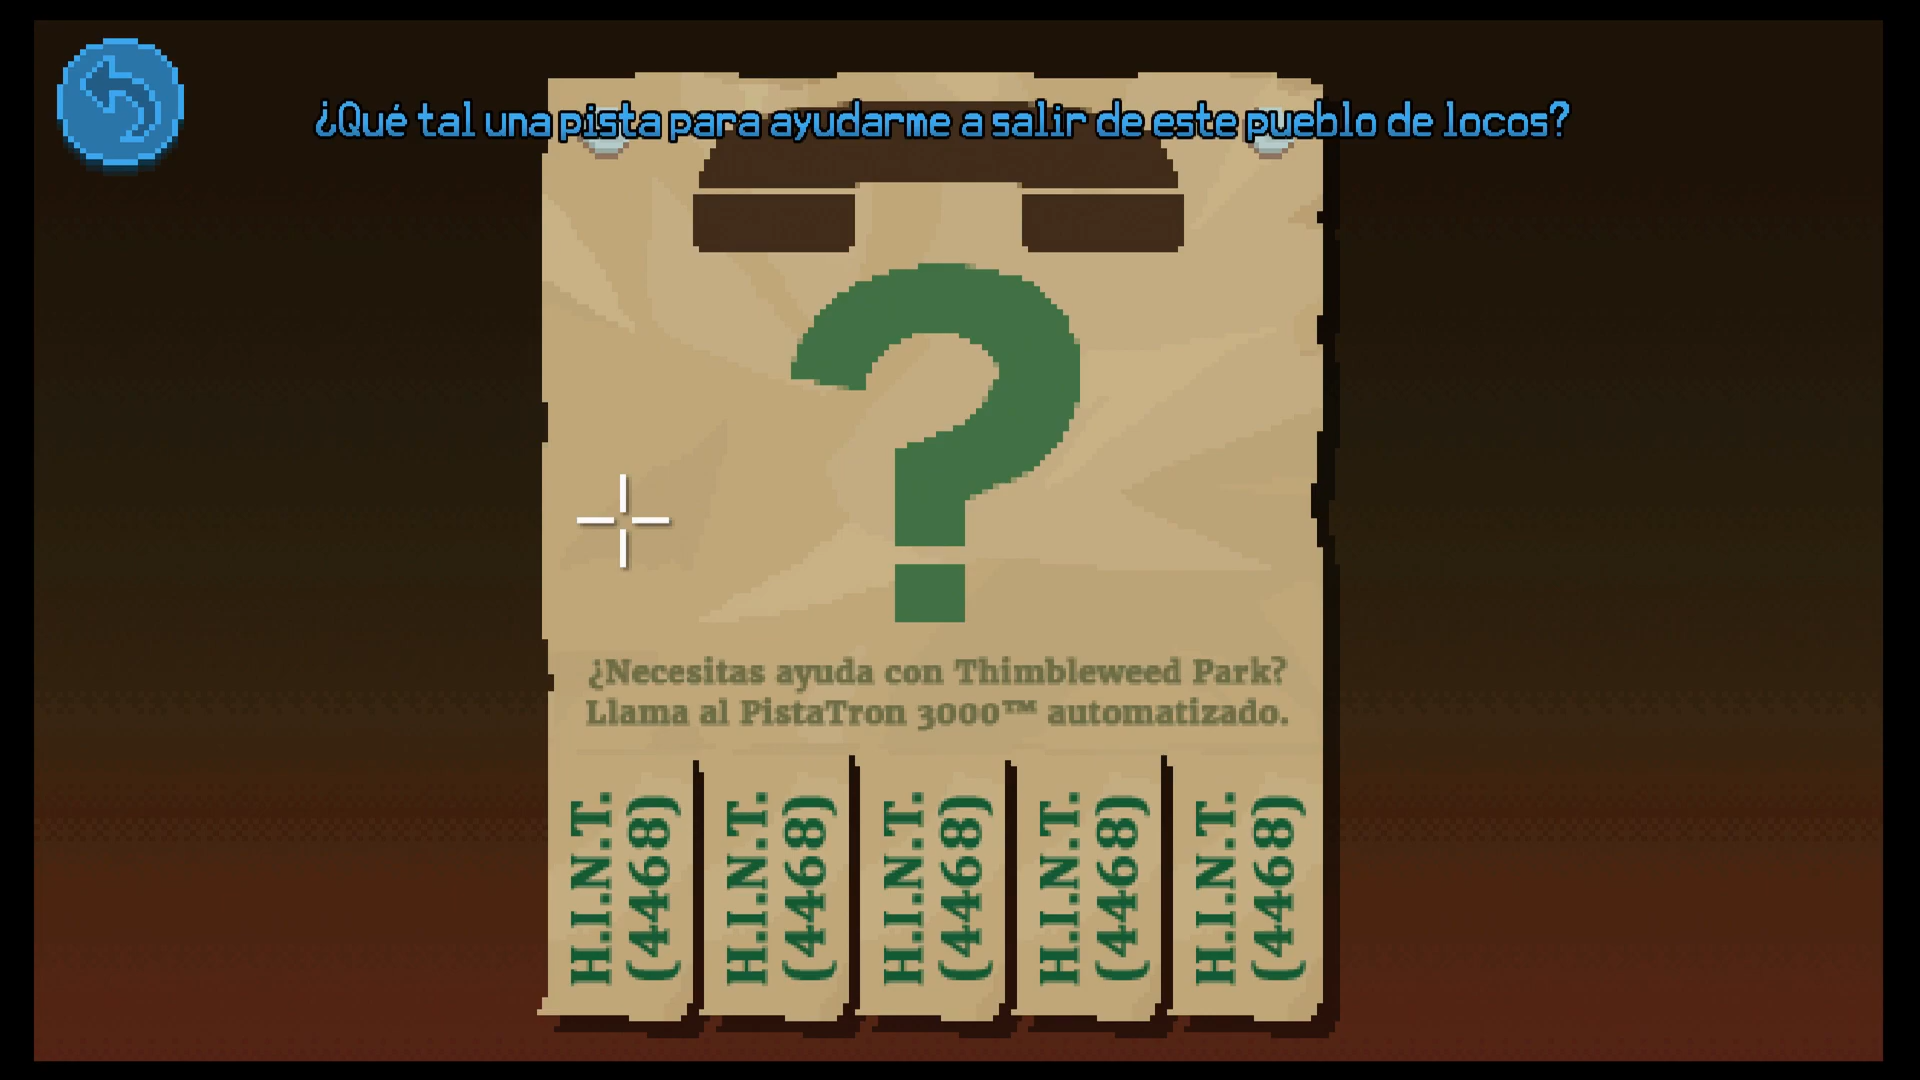 ¿Qué tal una pista para ayudarme a salir de este pueblo de locos?
¿Necesitas ayuda con Thimbleweed Park?
Llama al PistaTron 3000™ automatizado.
H.I.N.T.
(4468)
H.I.N.T.
(4468)
H.I.N.T.
(4468)
H.I.N.T.
(4468)
H.I.N.T.
(4468)